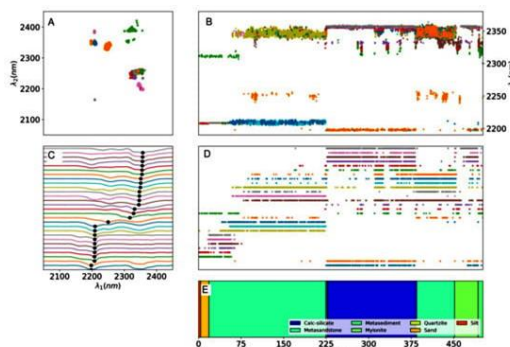 A
B
2400
2300
2200
2100
λ₂(nm)
2350
2300
2250
2200
C
D
2100
2200
2300
2400
λ₁(nm)
E
Calc-olicate
Metasandstone
Metasediment
Mylonite
Quartzite
Sand
Silt
0
75
150
225
300
375
450